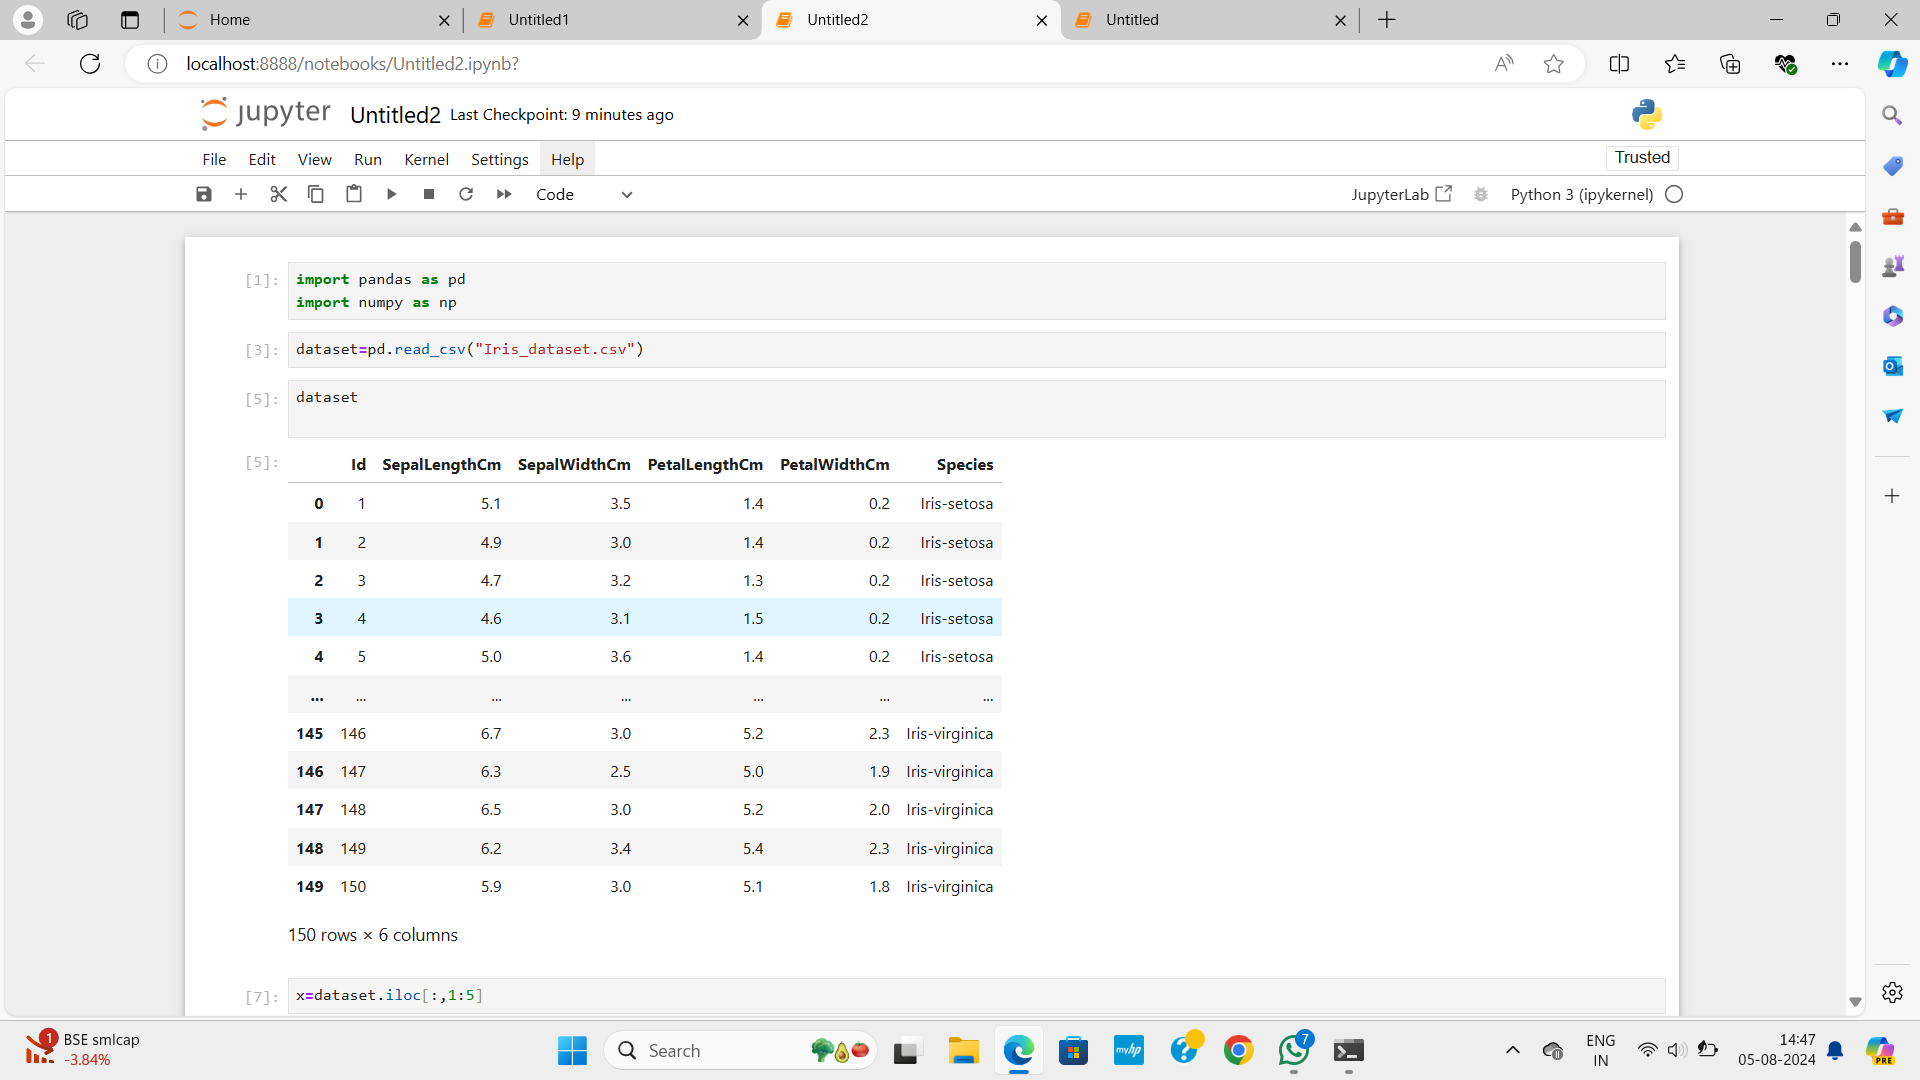 Home
Untitled1
Untitled2
Untitled
localhost:8888/notebooks/Untitled2.ipynb?
jupyter Untitled2 Last Checkpoint: 9 minutes ago
File Edit View Run Kernel Settings Help
Trusted
Code
JupyterLab
Python 3 (ipykernel)
[1]: import pandas as pd
import numpy as np
[3]: dataset=pd.read_csv("Iris_dataset.csv")
[5]: dataset
[5]: Id SepalLengthCm SepalWidthCm PetalLengthCm PetalWidthCm Species
0 1 5.1 3.5 1.4 0.2 Iris-setosa
1 2 4.9 3.0 1.4 0.2 Iris-setosa
2 3 4.7 3.2 1.3 0.2 Iris-setosa
3 4 4.6 3.1 1.5 0.2 Iris-setosa
4 5 5.0 3.6 1.4 0.2 Iris-setosa
... ... ... ... ... ... ...
145 146 6.7 3.0 5.2 2.3 Iris-virginica
146 147 6.3 2.5 5.0 1.9 Iris-virginica
147 148 6.5 3.0 5.2 2.0 Iris-virginica
148 149 6.2 3.4 5.4 2.3 Iris-virginica
149 150 5.9 3.0 5.1 1.8 Iris-virginica
150 rows × 6 columns
[7]: x=dataset.iloc[:,1:5]
1
BSE smlcap
-3.84%
Search
myhp
7
ENG
IN
14:47
05-08-2024
PRE